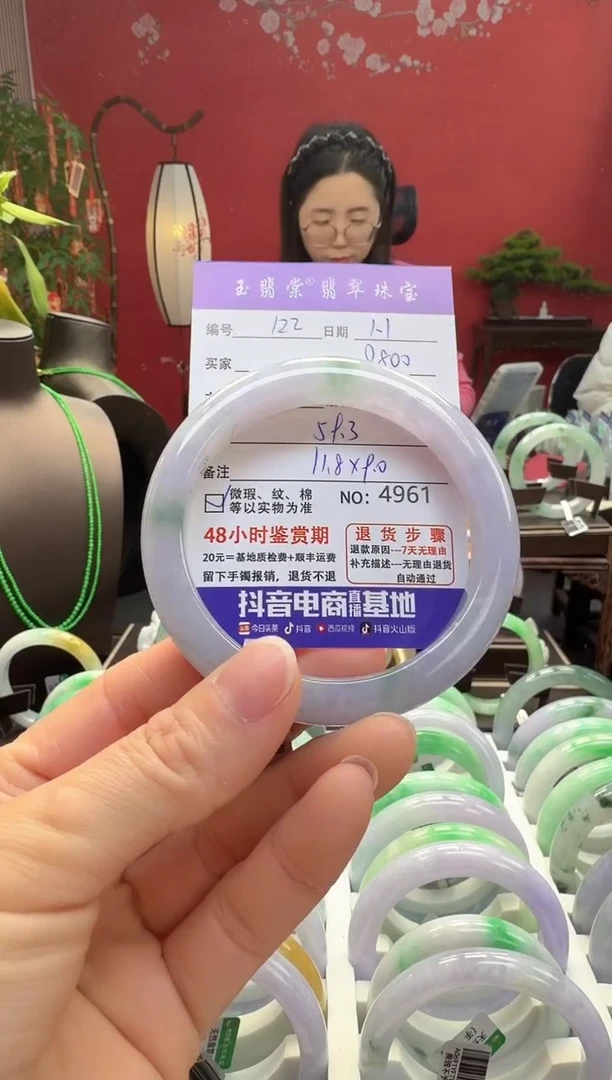 玉翡棠® 翡翠珠宝
编号 122 日期 1.1
买家 0800
59.3
备注 11.8×9.0
微瑕、纹、棉
等以实物为准
NO: 4961
48小时鉴赏期
20元=基地质检费+顺丰运费
留下手镯报销，退货不退
退货步骤
退款原因---7天无理由
补充描述---无理由退货
自动通过
抖音电商直播基地
头条 今日头条 抖音 西瓜视频 抖音火山版